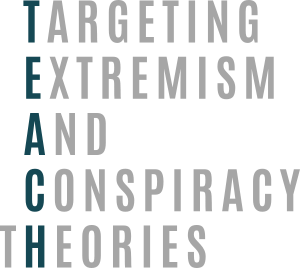 TARGETING
EXTREMISM
AND
CONSPIRACY
THEORIES